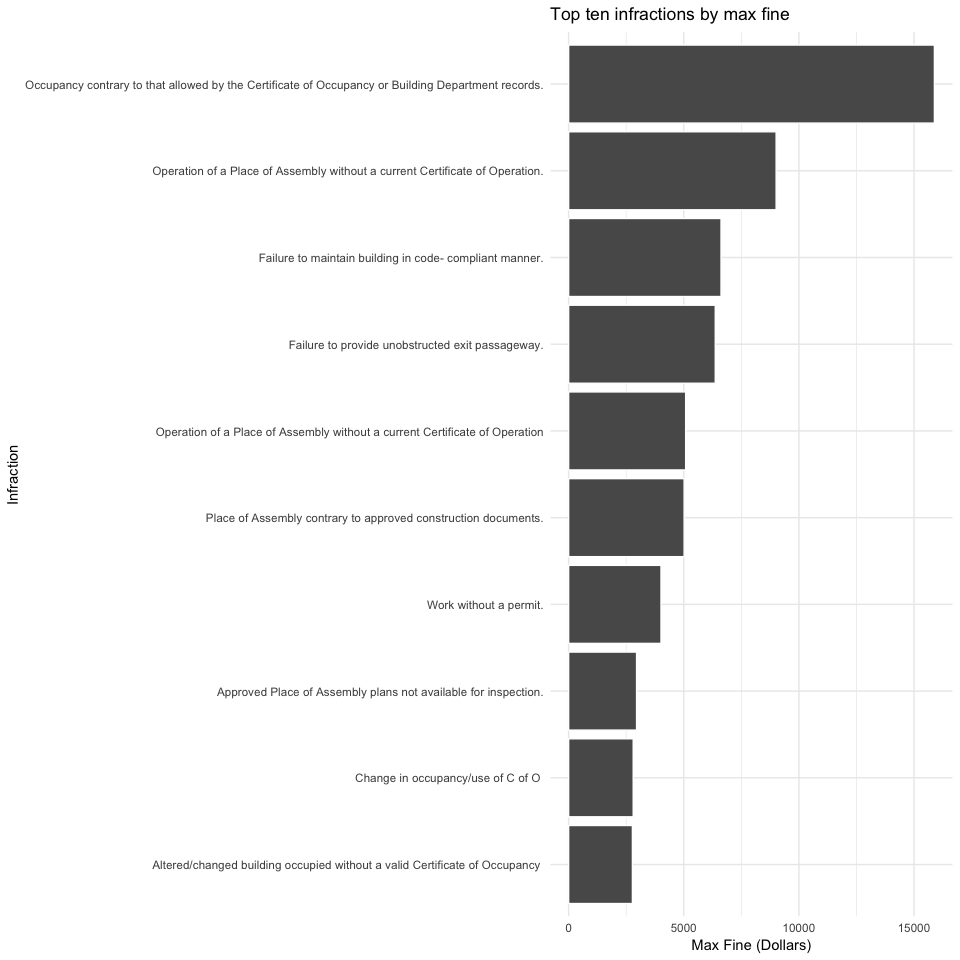 Top ten infractions by max fine
Occupancy contrary to that allowed by the Certificate of Occupancy or Building Department records.
Operation of a Place of Assembly without a current Certificate of Operation.
Failure to maintain building in code- compliant manner.
Failure to provide unobstructed exit passageway.
Operation of a Place of Assembly without a current Certificate of Operation
Infraction
Place of Assembly contrary to approved construction documents.
Work without a permit.
Approved Place of Assembly plans not available for inspection.
Change in occupancy/use of C of O
Altered/changed building occupied without a valid Certificate of Occupancy
0 5000 10000 15000
Max Fine (Dollars)